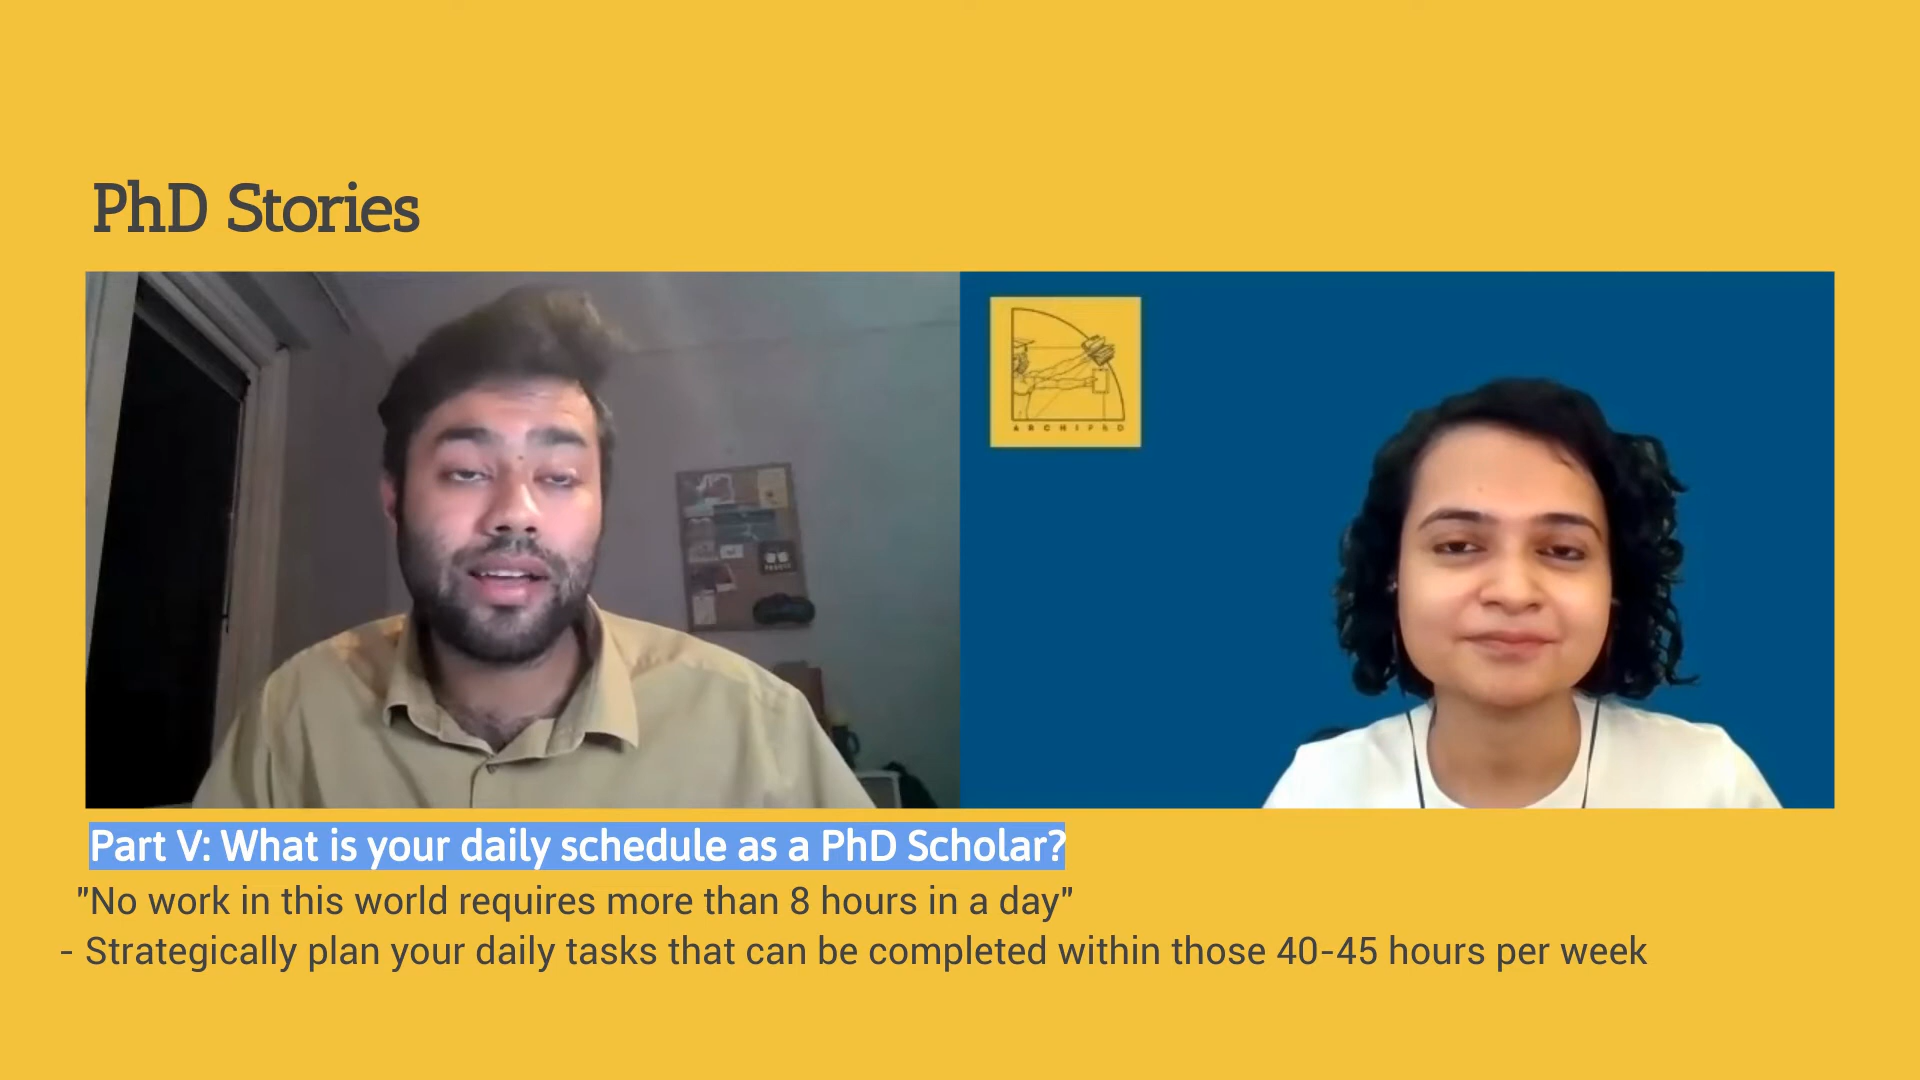 PhD Stories
ARCHIPhD
Part V: What is your daily schedule as a PhD Scholar?
"No work in this world requires more than 8 hours in a day"
- Strategically plan your daily tasks that can be completed within those 40-45 hours per week